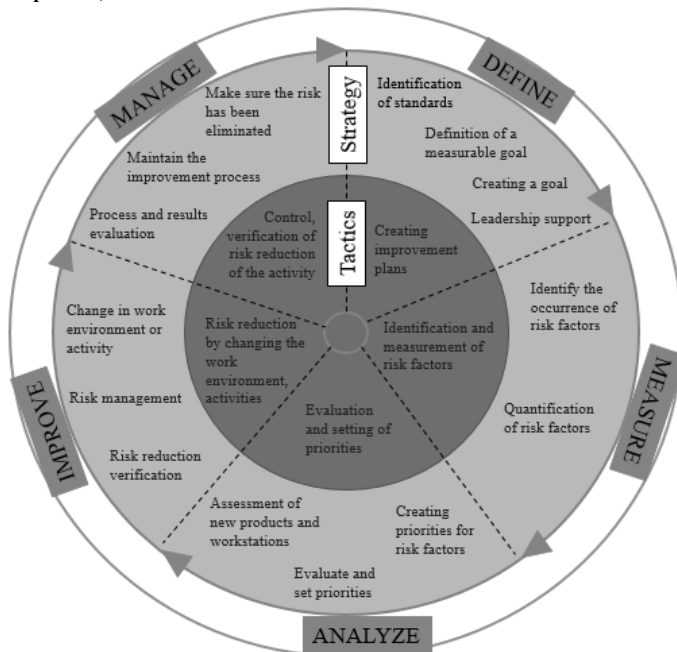 MANAGE
DEFINE
Strategy
Identification
of standards
Definition of a
measurable goal
Creating a goal
Leadership support
Make sure the risk
has been
eliminated
Maintain the
improvement process
Process and results
evaluation
Tactics
Control,
verification of
risk reduction
of the activity
Creating
improvement
plans
Identify the
occurrence of
risk factors
Quantification
of risk factors
MEASURE
Identification and
measurement of
risk factors
Change in work
environment or
activity
Risk management
Risk reduction
verification
IMPROVE
Risk reduction
by changing the
work
environment,
activities
Evaluation
and setting of
priorities
Assessment of
new products and
workstations
Creating
priorities for
risk factors
Evaluate and
set priorities
ANALYZE